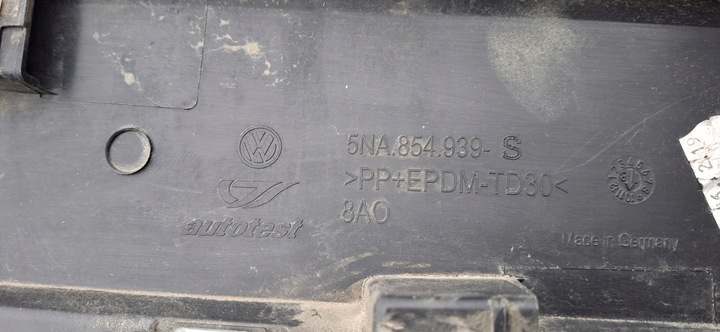 5NA.854.939- S
>PP+EPDM-TD30<
autotest
8AO
Made in Germany